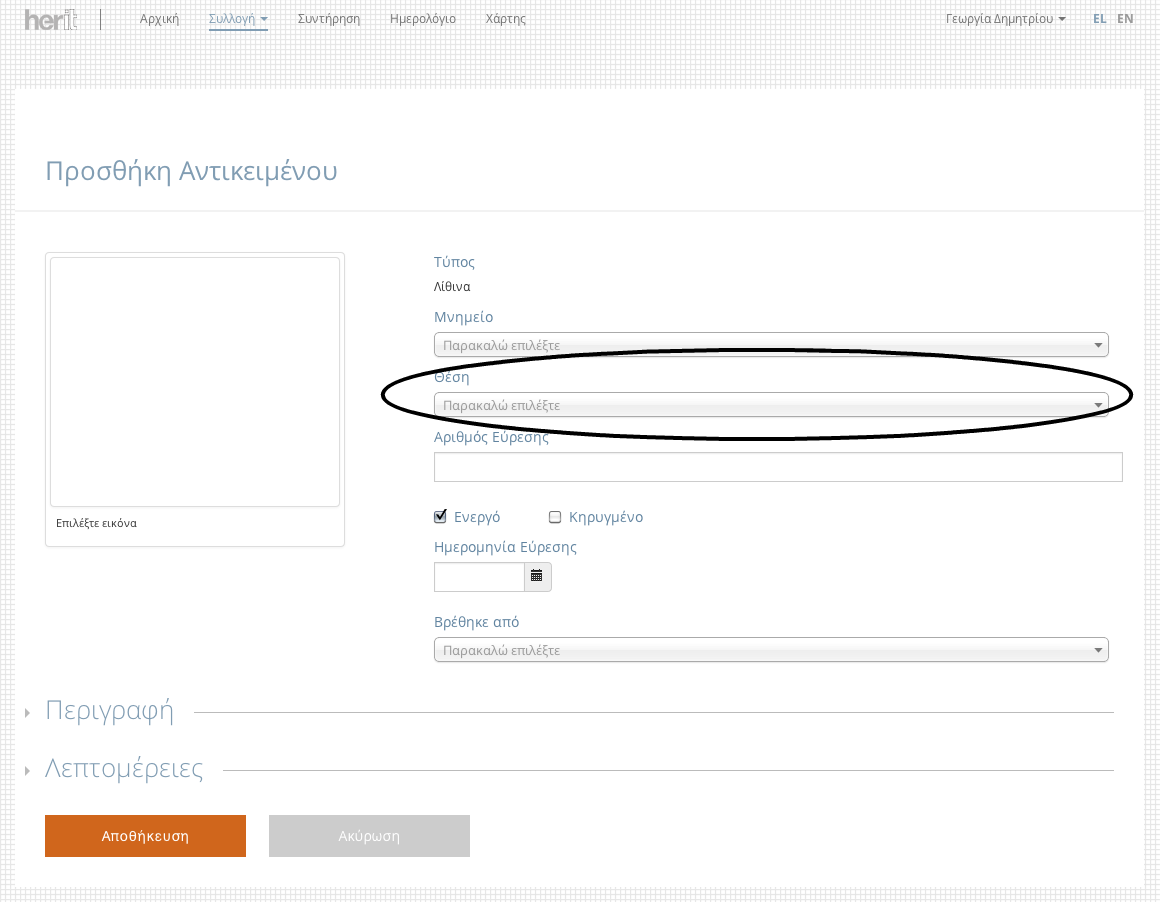 herit
Αρχική Συλλογή Συντήρηση Ημερολόγιο Χάρτης Γεωργία Δημητρίου EL EN
Προσθήκη Αντικειμένου
Τύπος
Λίθινα
Μνημείο
Παρακαλώ επιλέξτε
Θέση
Παρακαλώ επιλέξτε
Αριθμός Εύρεσης
Επιλέξτε εικόνα
Ενεργό Κηρυγμένο
Ημερομηνία Εύρεσης
Βρέθηκε από
Παρακαλώ επιλέξτε
Περιγραφή
Λεπτομέρειες
Αποθήκευση Ακύρωση